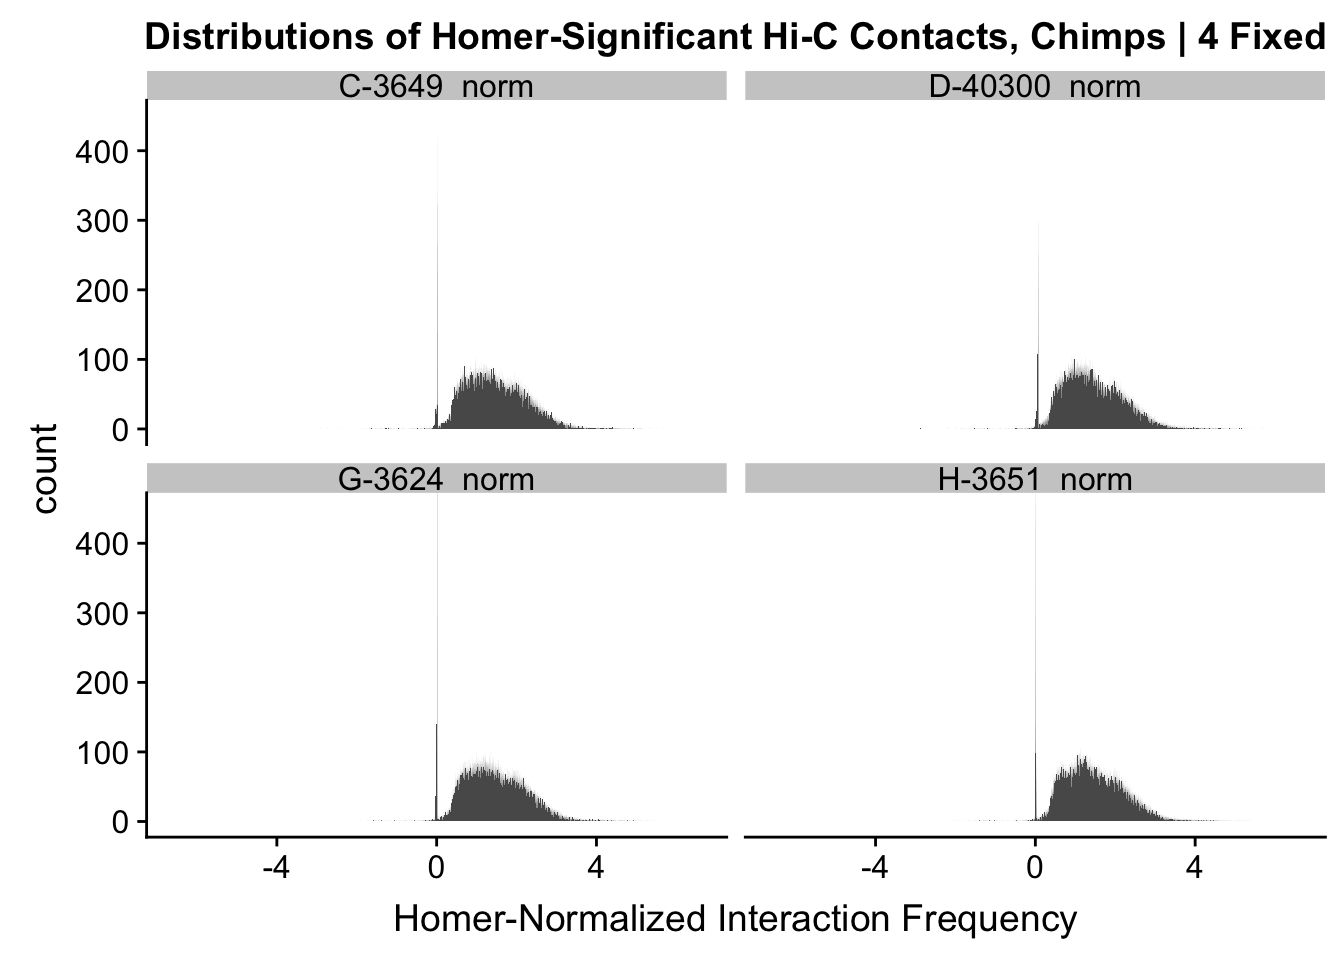 Distributions of Homer-Significant Hi-C Contacts, Chimps | 4 Fixed
C-3649 norm
D-40300 norm
400
300
200
100
0
G-3624 norm
H-3651 norm
400
300
200
100
0
-4 0 4
-4 0 4
count
Homer-Normalized Interaction Frequency